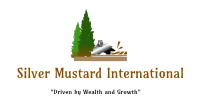 Silver Mustard International
"Driven by Wealth and Growth"